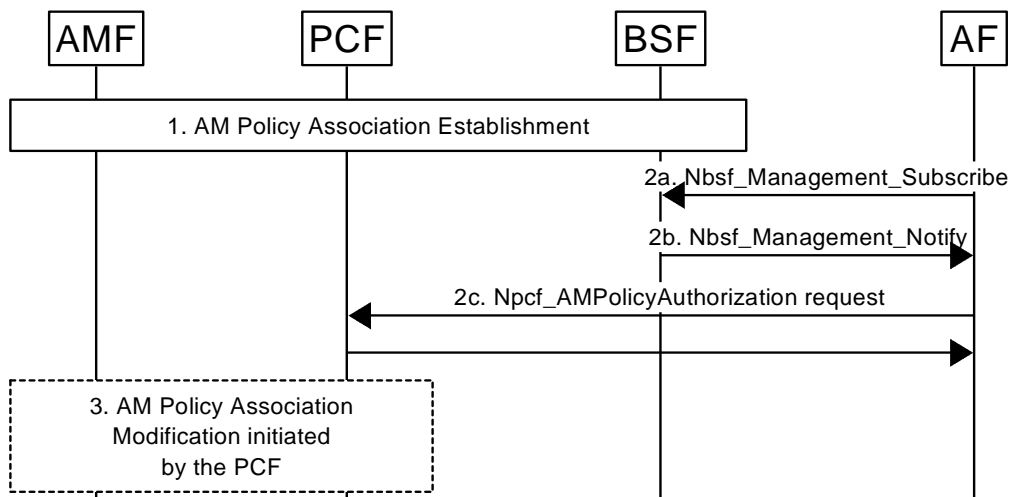 AMF
PCF
BSF
AF
1. AM Policy Association Establishment
2a. Nbsf_Management_Subscribe
2b. Nbsf_Management_Notify
2c. Npcf_AMPolicyAuthorization request
3. AM Policy Association
Modification initiated
by the PCF